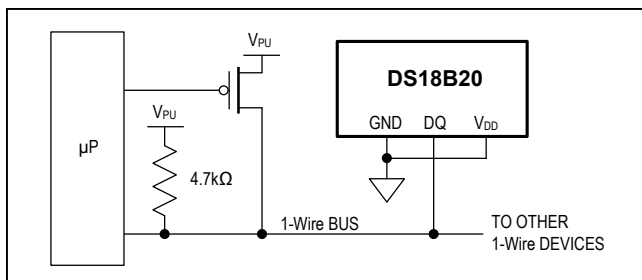 VPU
DS18B20
GND DQ VDD
VPU
µP
4.7kΩ
1-Wire BUS
TO OTHER
1-Wire DEVICES